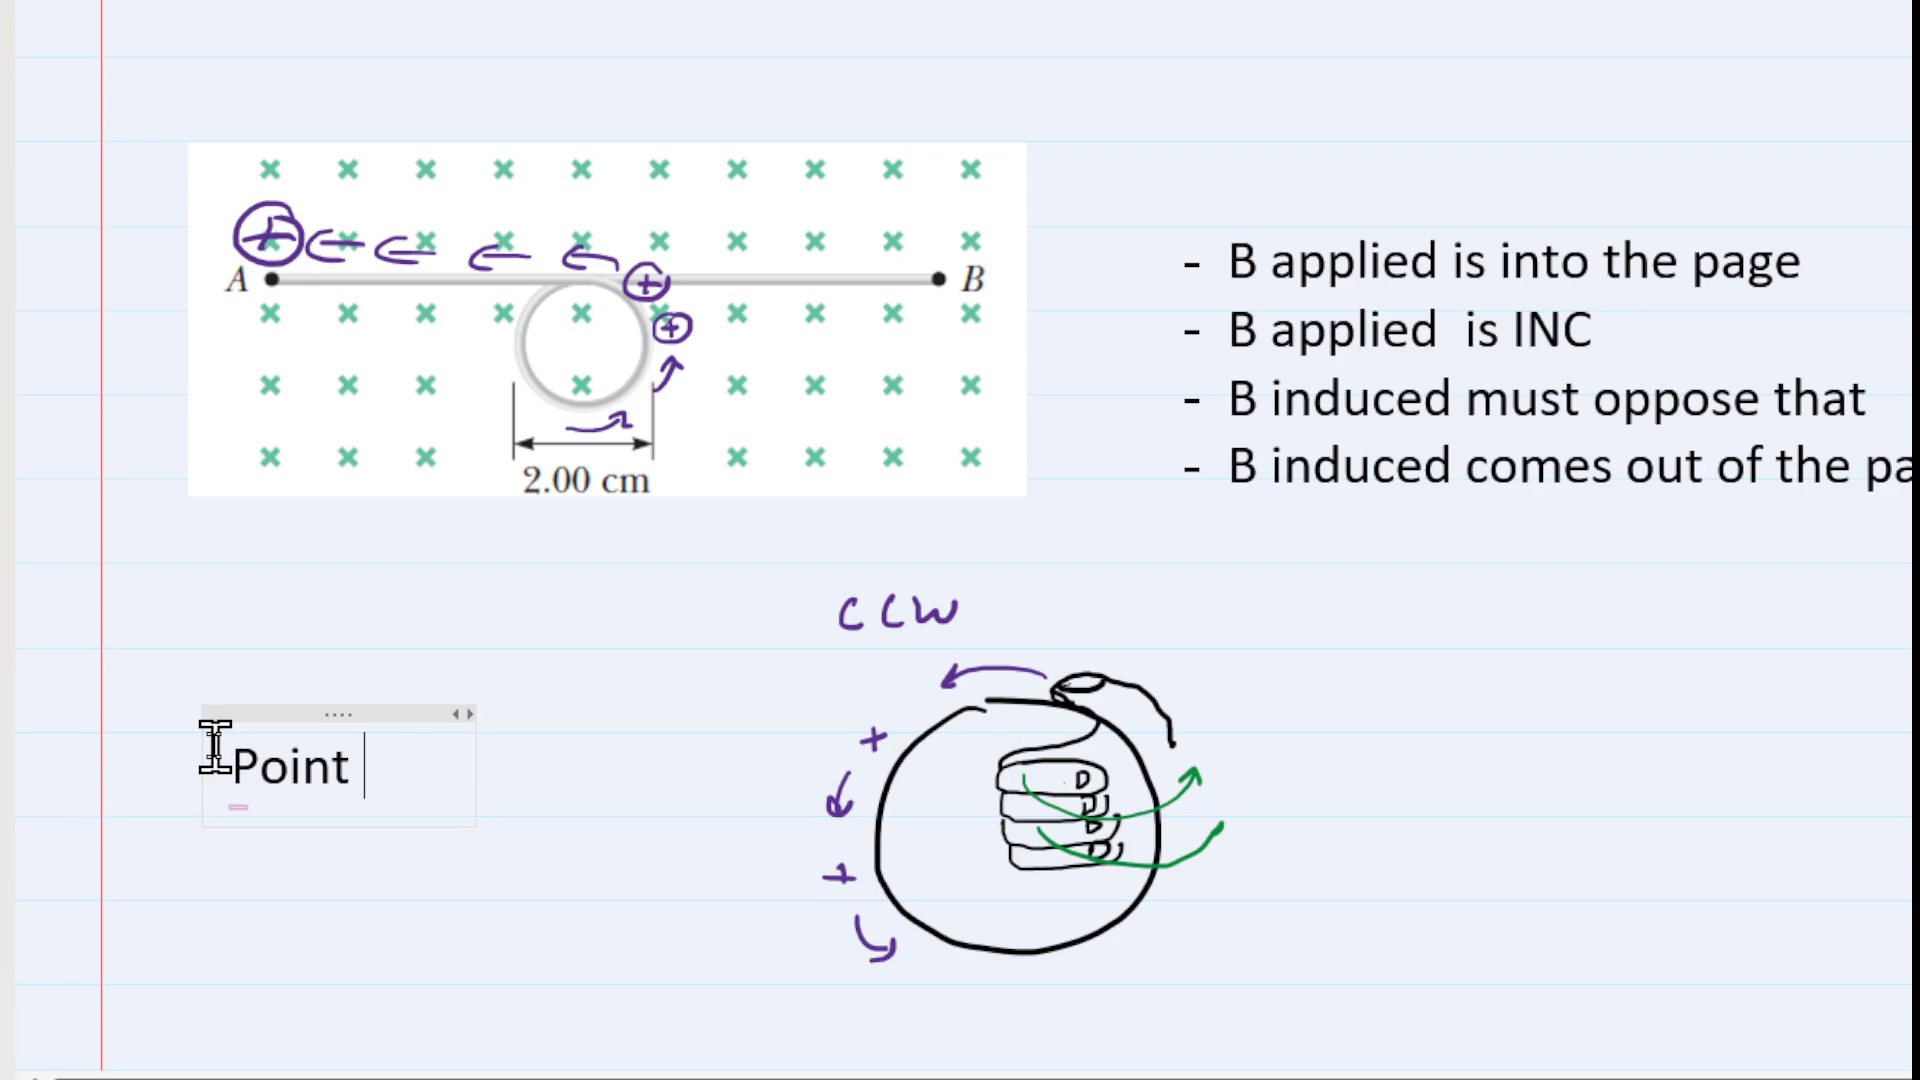 A
B
2.00 cm
- B applied is into the page
- B applied is INC
- B induced must oppose that
- B induced comes out of the pa
CCW
Point